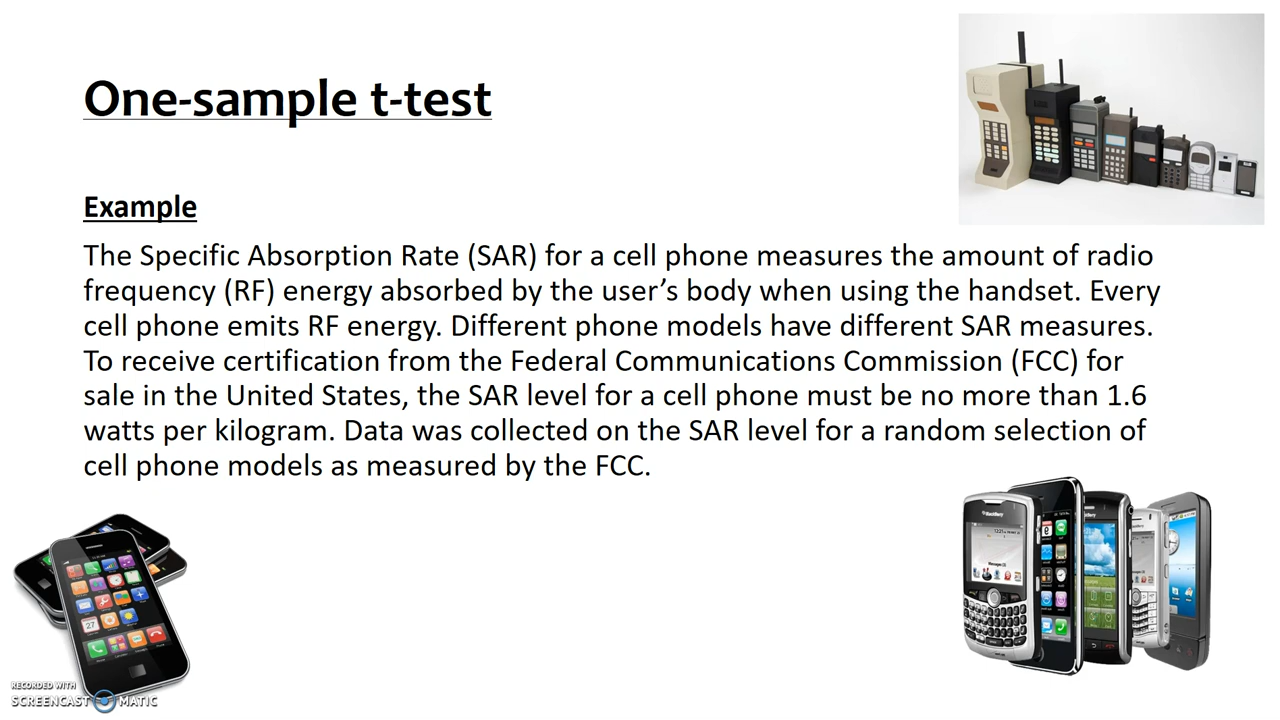 One-sample t-test
Example
The Specific Absorption Rate (SAR) for a cell phone measures the amount of radio
frequency (RF) energy absorbed by the user’s body when using the handset. Every
cell phone emits RF energy. Different phone models have different SAR measures.
To receive certification from the Federal Communications Commission (FCC) for
sale in the United States, the SAR level for a cell phone must be no more than 1.6
watts per kilogram. Data was collected on the SAR level for a random selection of
cell phone models as measured by the FCC.
BlackBerry
27
RECORDED WITH
SCREENCAST MATIC